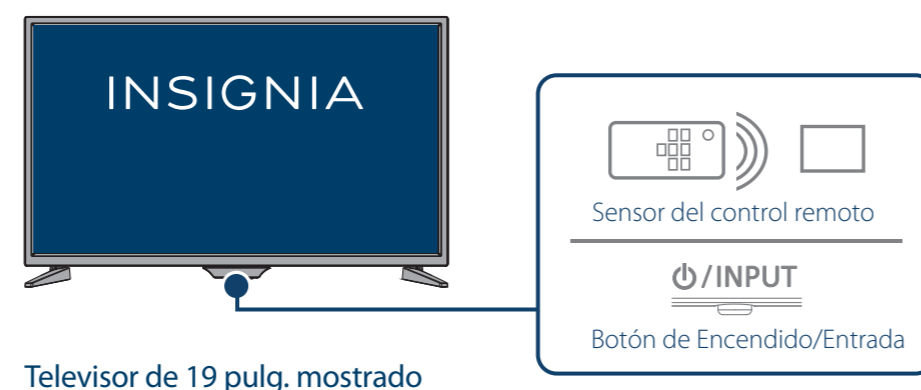 INSIGNIA
Sensor del control remoto
⏻/INPUT
Botón de Encendido/Entrada
Televisor de 19 pulg. mostrado